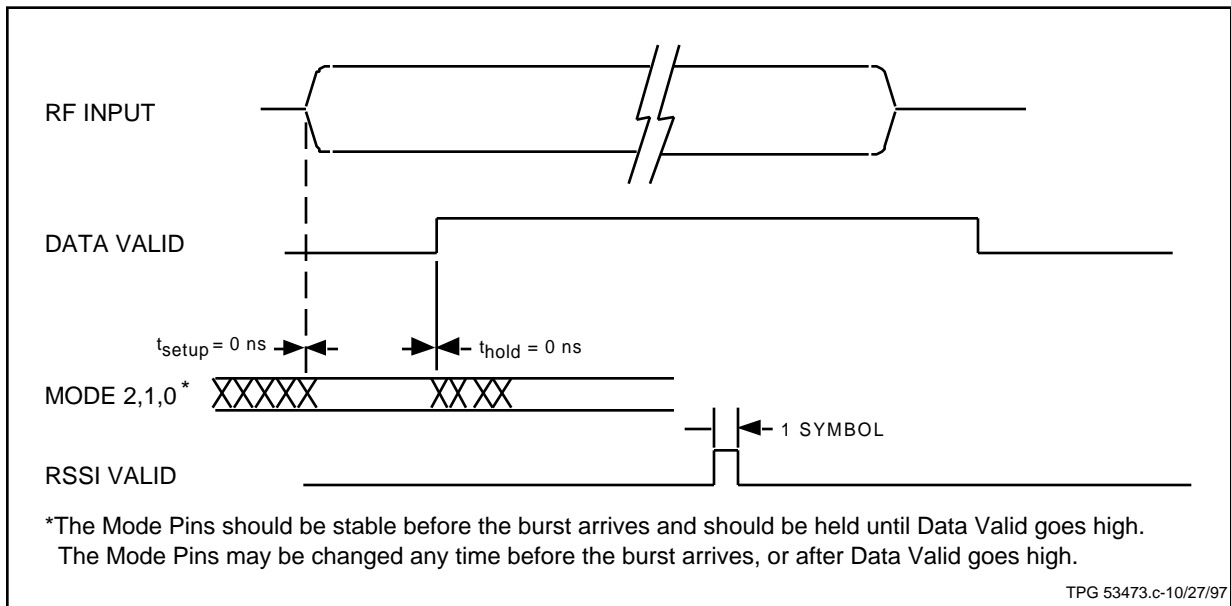 RF INPUT
DATA VALID
tsetup = 0 ns
thold = 0 ns
MODE 2,1,0*
1 SYMBOL
RSSI VALID
*The Mode Pins should be stable before the burst arrives and should be held until Data Valid goes high.
The Mode Pins may be changed any time before the burst arrives, or after Data Valid goes high.
TPG 53473.c-10/27/97